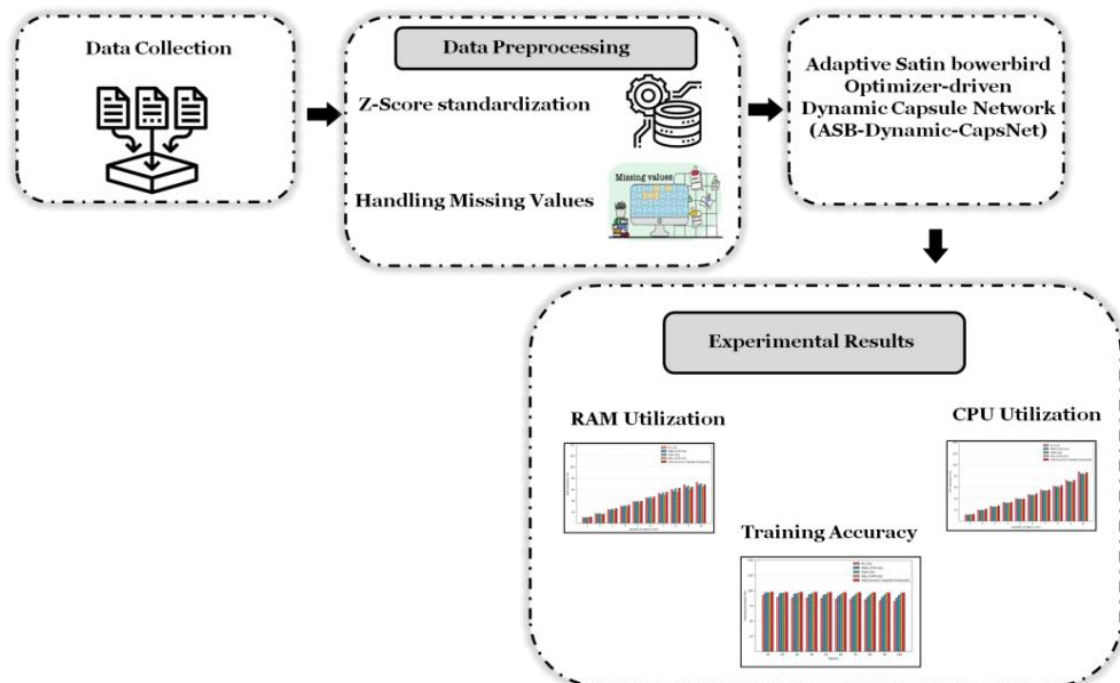 Data Collection
Data Preprocessing
Z-Score standardization
Missing values
Handling Missing Values
Adaptive Satin bowerbird
Optimizer-driven
Dynamic Capsule Network
(ASB-Dynamic-CapsNet)
Experimental Results
RAM Utilization
CPU Utilization
Training Accuracy